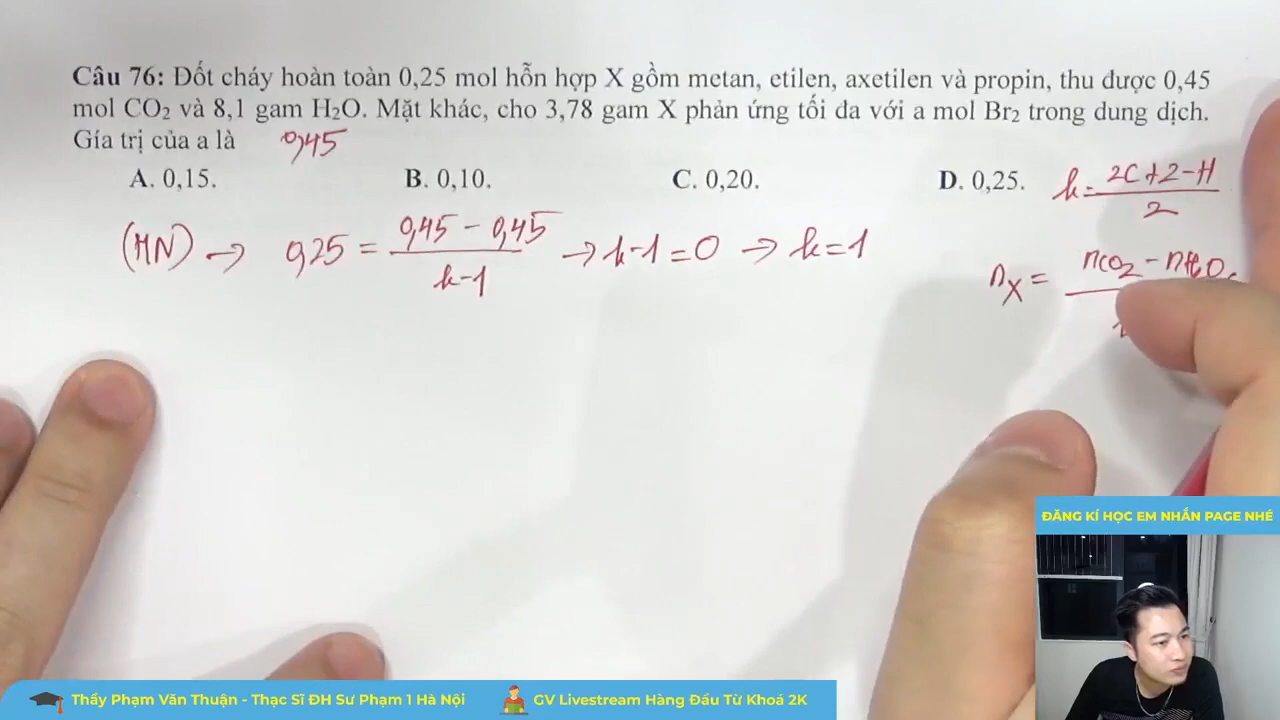 Câu 76: Đốt cháy hoàn toàn 0,25 mol hỗn hợp X gồm metan, etilen, axetilen và propin, thu được 0,45
mol CO₂ và 8,1 gam H₂O. Mặt khác, cho 3,78 gam X phản ứng tối đa với a mol Br₂ trong dung dịch.
Gía trị của a là
0,45
A. 0,15. B. 0,10. C. 0,20. D. 0,25.
k = (2C+2-H)/2
(HN) → 0,25 = (0,45 - 0,45)/(k-1) → k-1 = 0 → k = 1
nX = nCO₂ - nH₂O
ĐĂNG KÍ HỌC EM NHẮN PAGE NHÉ
Thầy Phạm Văn Thuận - Thạc Sĩ ĐH Sư Phạm 1 Hà Nội
GV Livestream Hàng Đầu Từ Khoá 2K